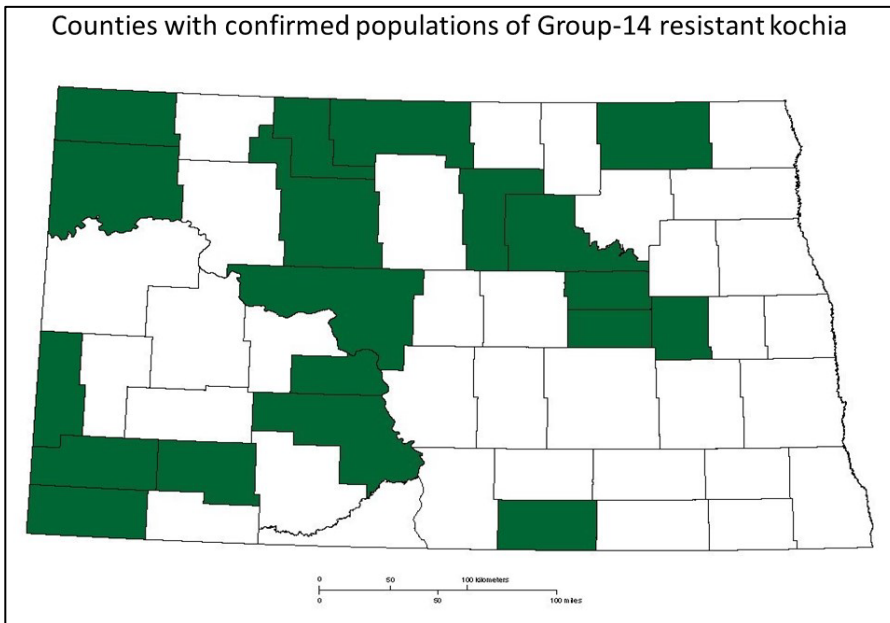 Counties with confirmed populations of Group-14 resistant kochia
0 50 100 kilometers
0 50 100 miles